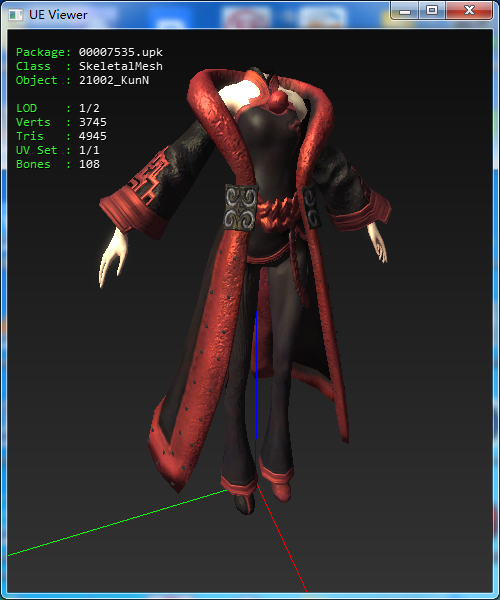 UE Viewer
Package: 00007535.upk
Class : SkeletalMesh
Object : 21002_KunN
LOD : 1/2
Verts : 3745
Tris : 4945
UV Set : 1/1
Bones : 108